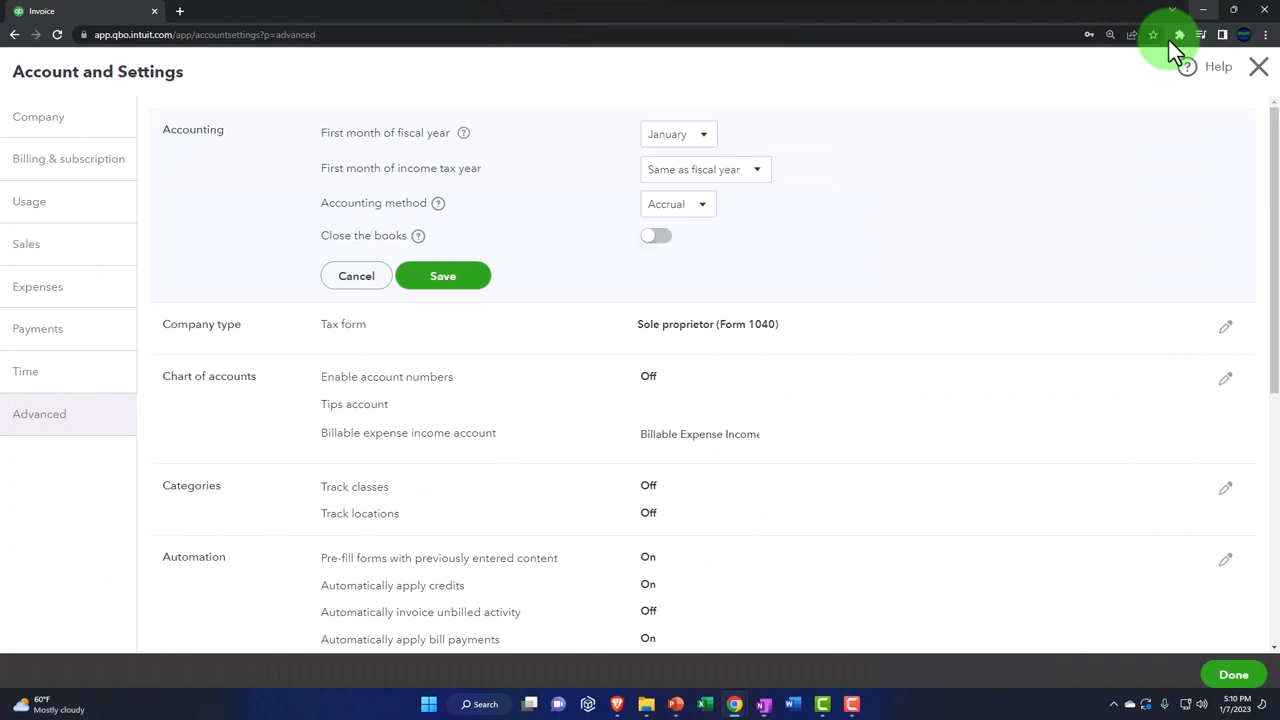 Invoice
app.qbo.intuit.com/app/accountsettings?p=advanced
Account and Settings
Help
Company
Billing & subscription
Usage
Sales
Expenses
Payments
Time
Advanced
Accounting
First month of fiscal year
January
First month of income tax year
Same as fiscal year
Accounting method
Accrual
Close the books
Cancel
Save
Company type
Tax form
Sole proprietor (Form 1040)
Chart of accounts
Enable account numbers
Off
Tips account
Billable expense income account
Billable Expense Income
Categories
Track classes
Off
Track locations
Off
Automation
Pre-fill forms with previously entered content
On
Automatically apply credits
On
Automatically invoice unbilled activity
Off
Automatically apply bill payments
On
Done
60°F
Mostly cloudy
Search
5:10 PM
1/7/2023